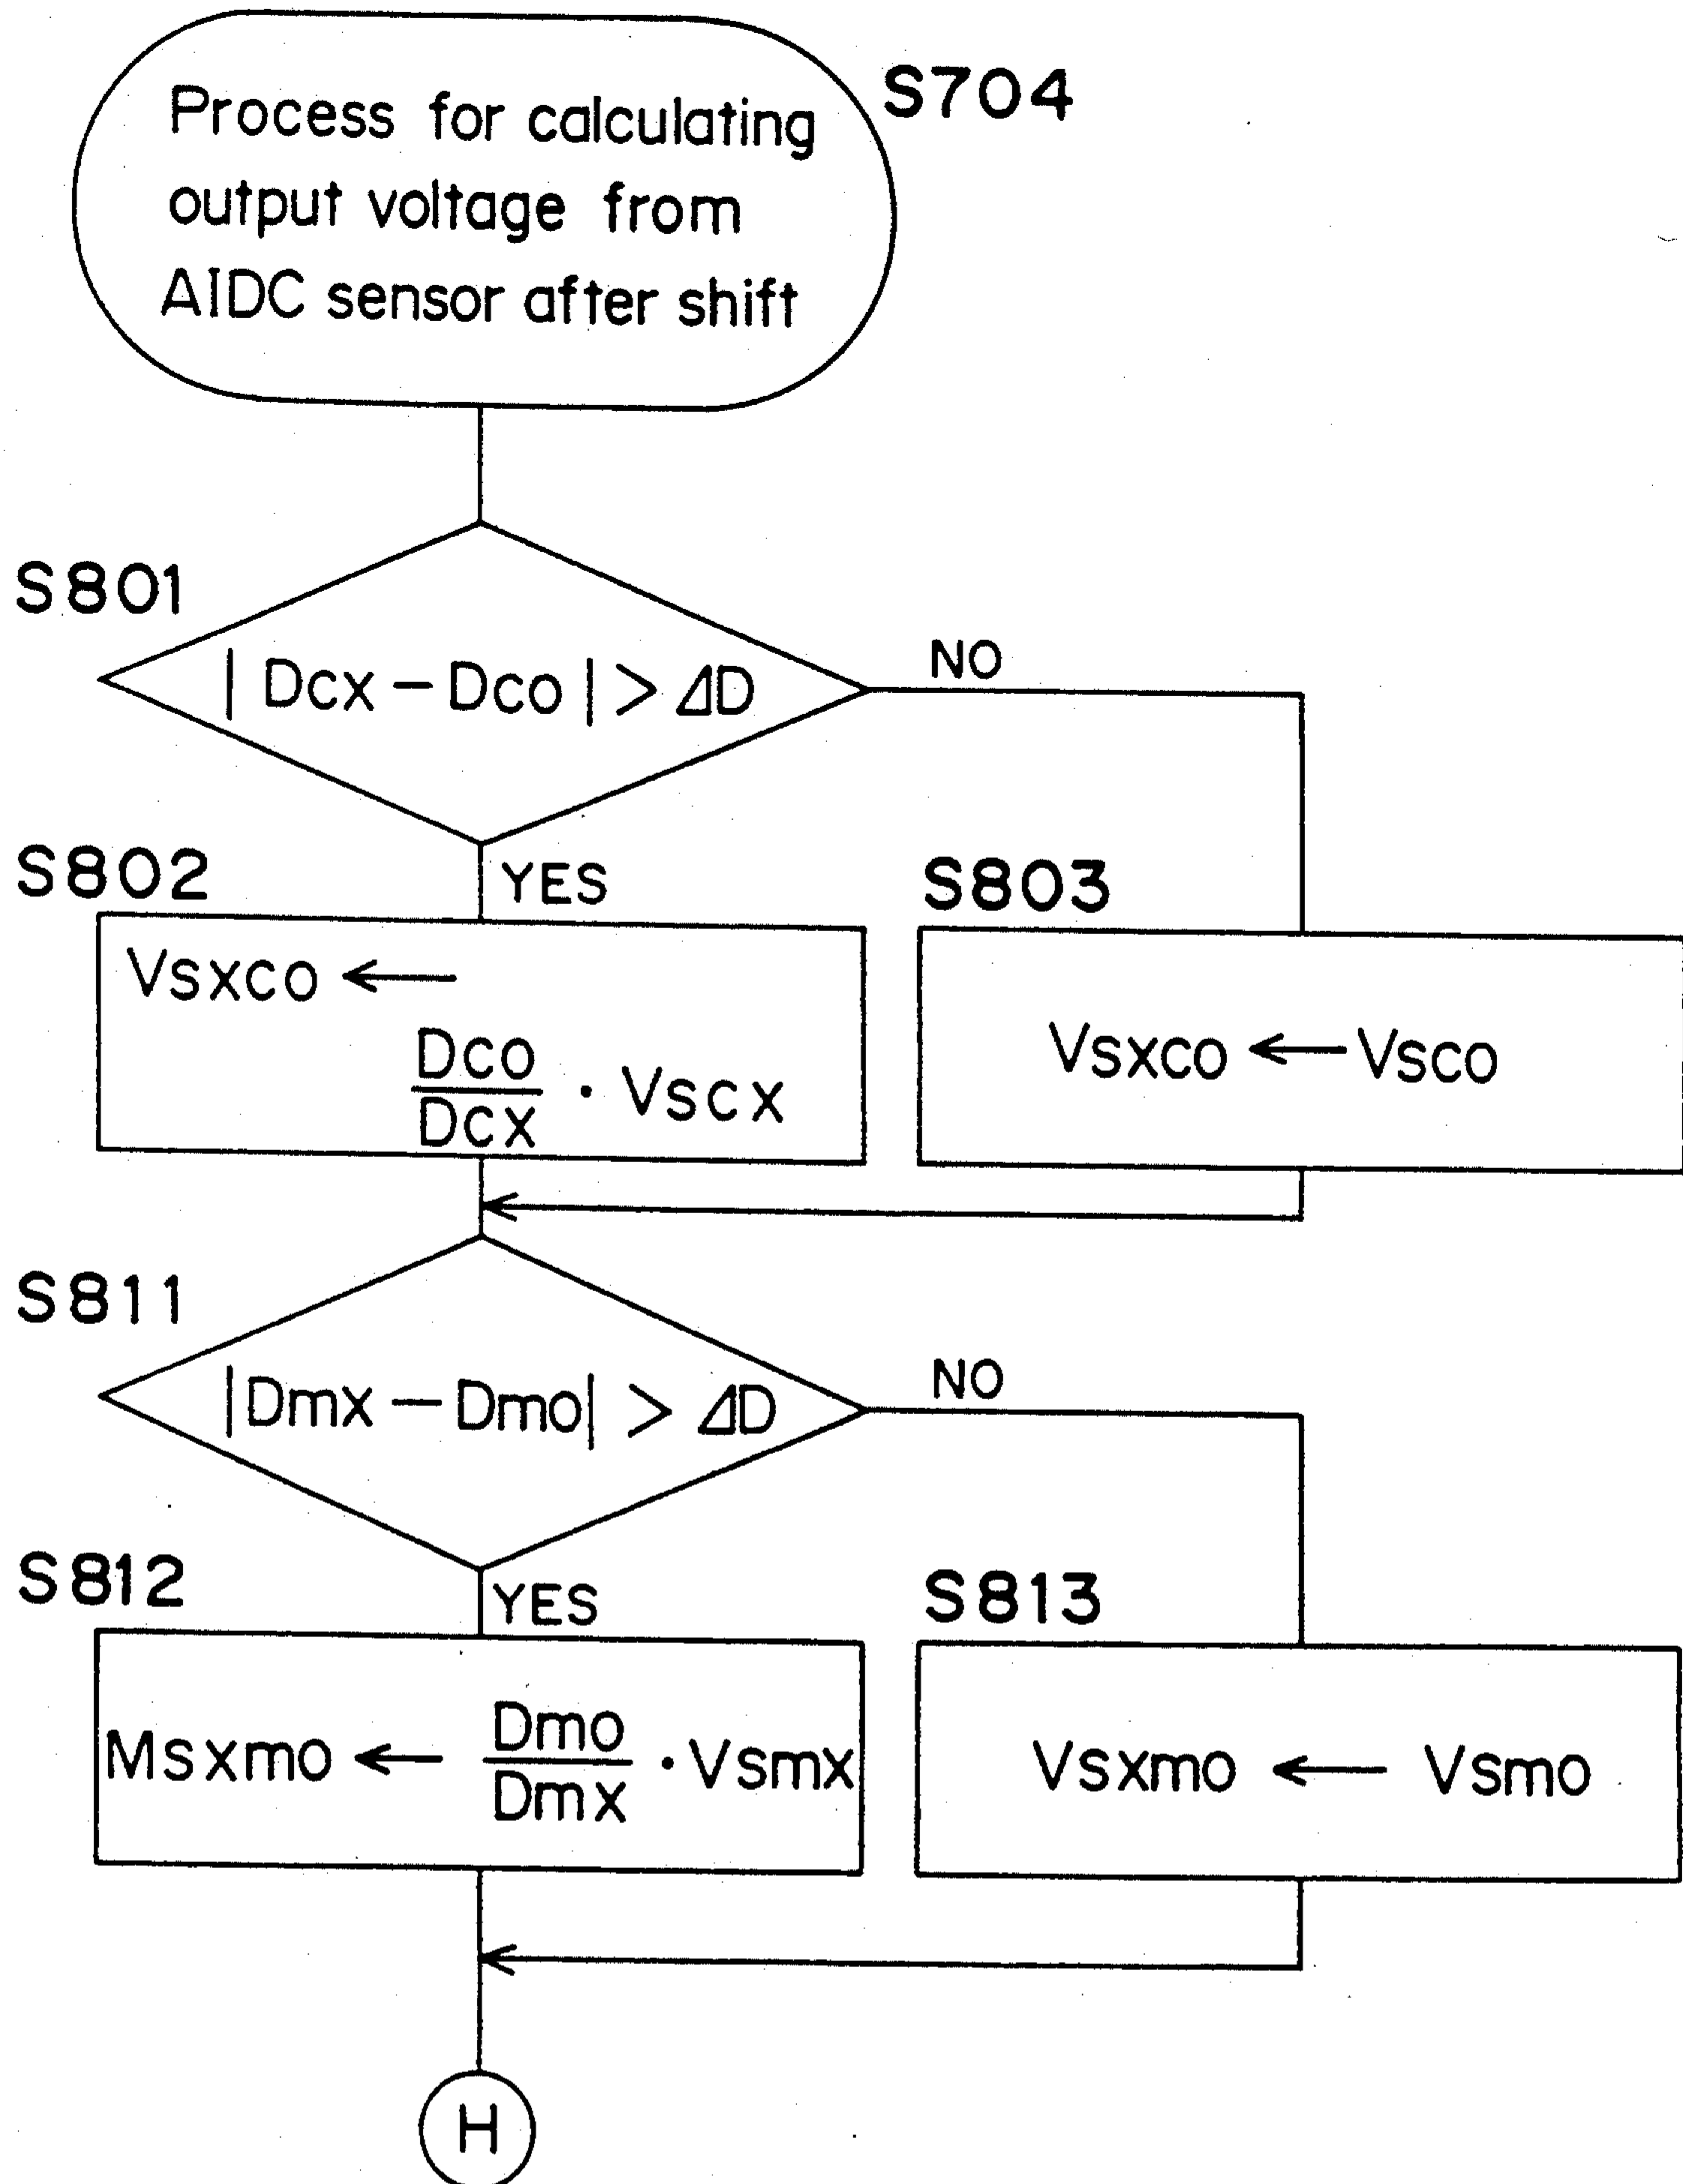 Process for calculating
output voltage from
AIDC sensor after shift
S704
S801
| Dcx − Dco | > ΔD
NO
S802
YES
S803
Vsxco ←
Dco
Dcx
· Vscx
Vsxco ← Vsco
S811
|Dmx − Dmo| > ΔD
NO
S812
YES
S813
Msxmo ←
Dmo
Dmx
· Vsmx
Vsxmo ← Vsmo
H